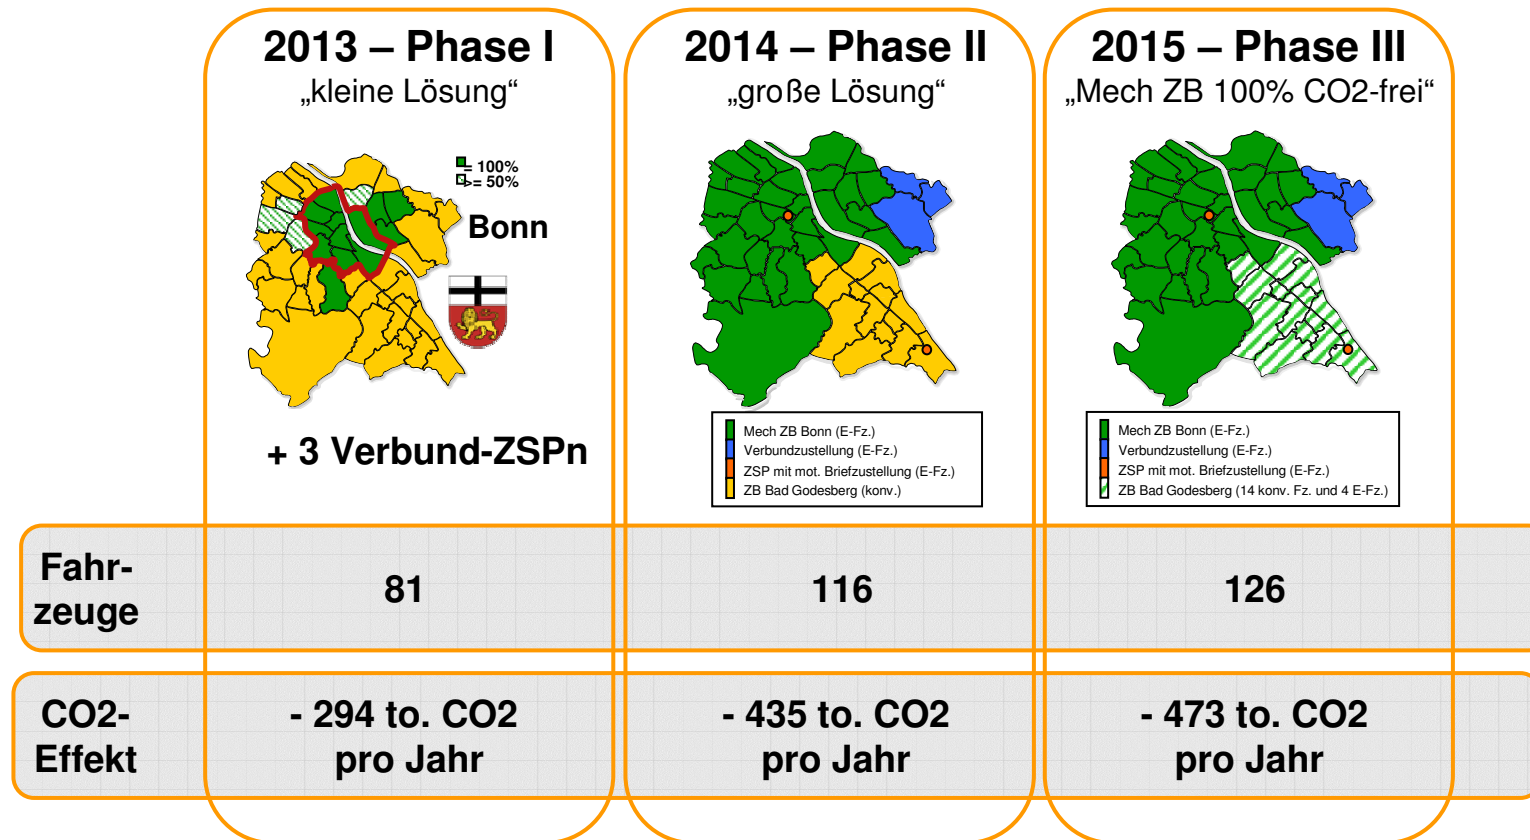 2013 – Phase I
„kleine Lösung“
= 100%
>= 50%
Bonn
+ 3 Verbund-ZSPn
2014 – Phase II
„große Lösung“
Mech ZB Bonn (E-Fz.)
Verbundzustellung (E-Fz.)
ZSP mit mot. Briefzustellung (E-Fz.)
ZB Bad Godesberg (konv.)
2015 – Phase III
„Mech ZB 100% CO2-frei“
Mech ZB Bonn (E-Fz.)
Verbundzustellung (E-Fz.)
ZSP mit mot. Briefzustellung (E-Fz.)
ZB Bad Godesberg (14 konv. Fz. und 4 E-Fz.)
Fahr-
zeuge
81
116
126
CO2-
Effekt
- 294 to. CO2
pro Jahr
- 435 to. CO2
pro Jahr
- 473 to. CO2
pro Jahr